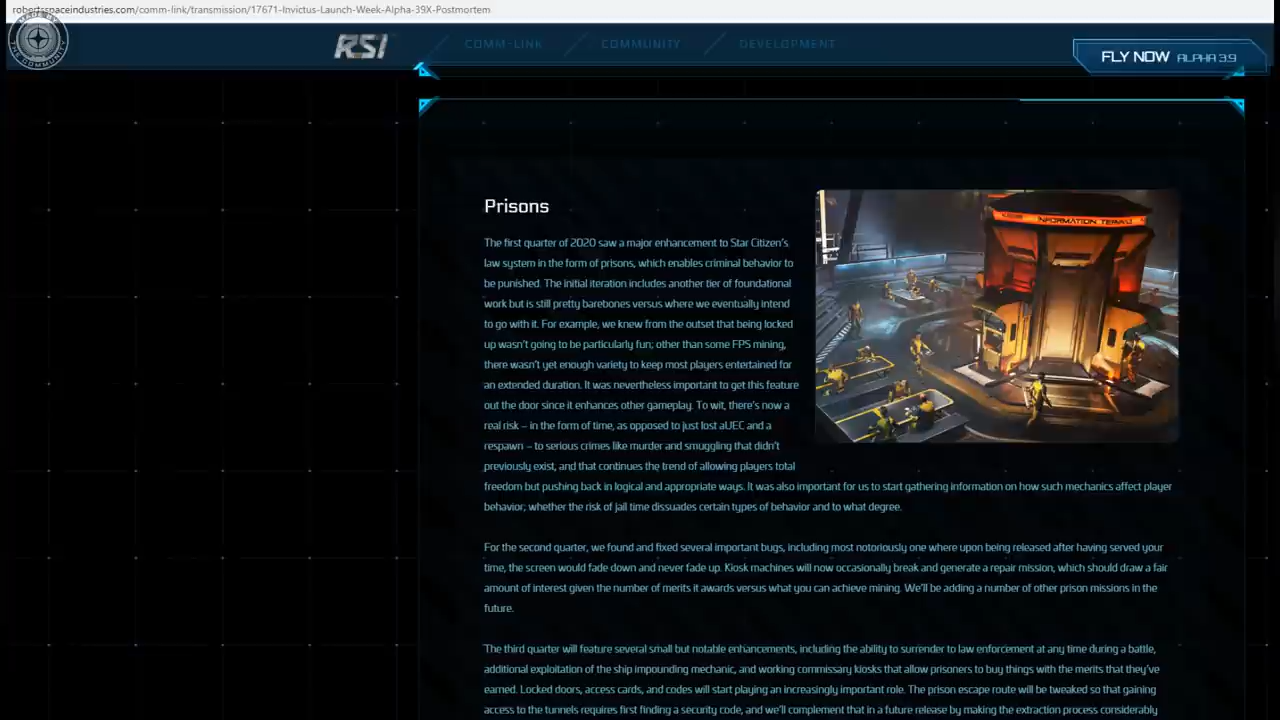 robertsspaceindustries.com/comm-link/transmission/17671-Invictus-Launch-Week-Alpha-39X-Postmortem
MADE BY THE COMMUNITY
RSI
COMM-LINK
COMMUNITY
DEVELOPMENT
FLY NOW ALPHA 3.9
INFORMATION TERMINAL
Prisons
The first quarter of 2020 saw a major enhancement to Star Citizen's
law system in the form of prisons, which enables criminal behavior to
be punished. The initial iteration includes another tier of foundational
work but is still pretty barebones versus where we eventually intend
to go with it. For example, we knew from the outset that being locked
up wasn't going to be particularly fun; other than some FPS mining,
there wasn't yet enough variety to keep most players entertained for
an extended duration. It was nevertheless important to get this feature
out the door since it enhances other gameplay. To wit, there's now a
real risk – in the form of time, as opposed to just lost aUEC and a
respawn – to serious crimes like murder and smuggling that didn't
previously exist, and that continues the trend of allowing players total
freedom but pushing back in logical and appropriate ways. It was also important for us to start gathering information on how such mechanics affect player
behavior; whether the risk of jail time dissuades certain types of behavior and to what degree.
For the second quarter, we found and fixed several important bugs, including most notoriously one where upon being released after having served your
time, the screen would fade down and never fade up. Kiosk machines will now occasionally break and generate a repair mission, which should draw a fair
amount of interest given the number of merits it awards versus what you can achieve mining. We'll be adding a number of other prison missions in the
future.
The third quarter will feature several small but notable enhancements, including the ability to surrender to law enforcement at any time during a battle,
additional exploitation of the ship impounding mechanic, and working commissary kiosks that allow prisoners to buy things with the merits that they've
earned. Locked doors, access cards, and codes will start playing an increasingly important role. The prison escape route will be tweaked so that gaining
access to the tunnels requires first finding a security code, and we'll complement that in a future release by making the extraction process considerably